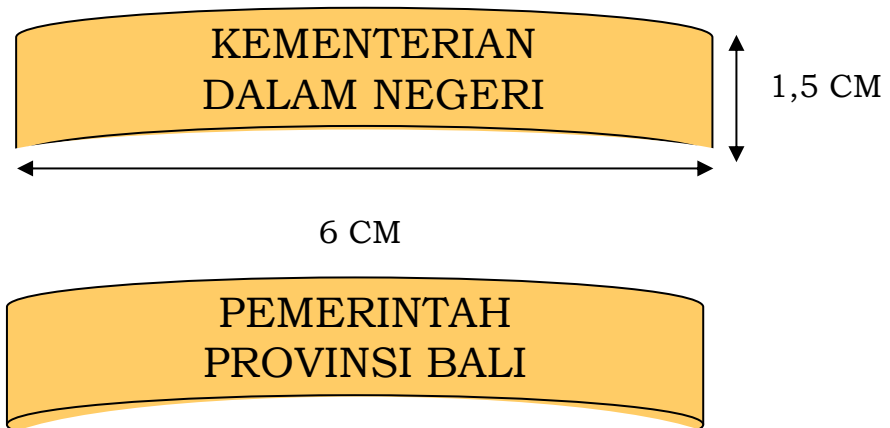 KEMENTERIAN
DALAM NEGERI
1,5 CM
6 CM
PEMERINTAH
PROVINSI BALI